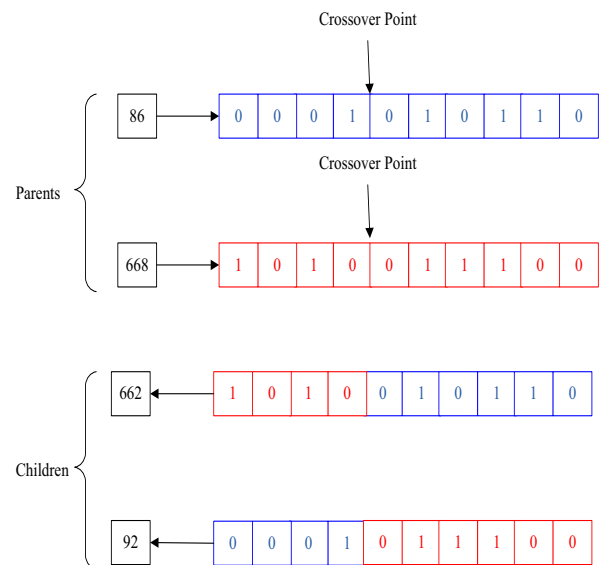 Crossover Point
86 0 0 0 1 0 1 0 1 1 0
Crossover Point
Parents
668 1 0 1 0 0 1 1 1 0 0
662 1 0 1 0 0 1 0 1 1 0
Children
92 0 0 0 1 0 1 1 1 0 0